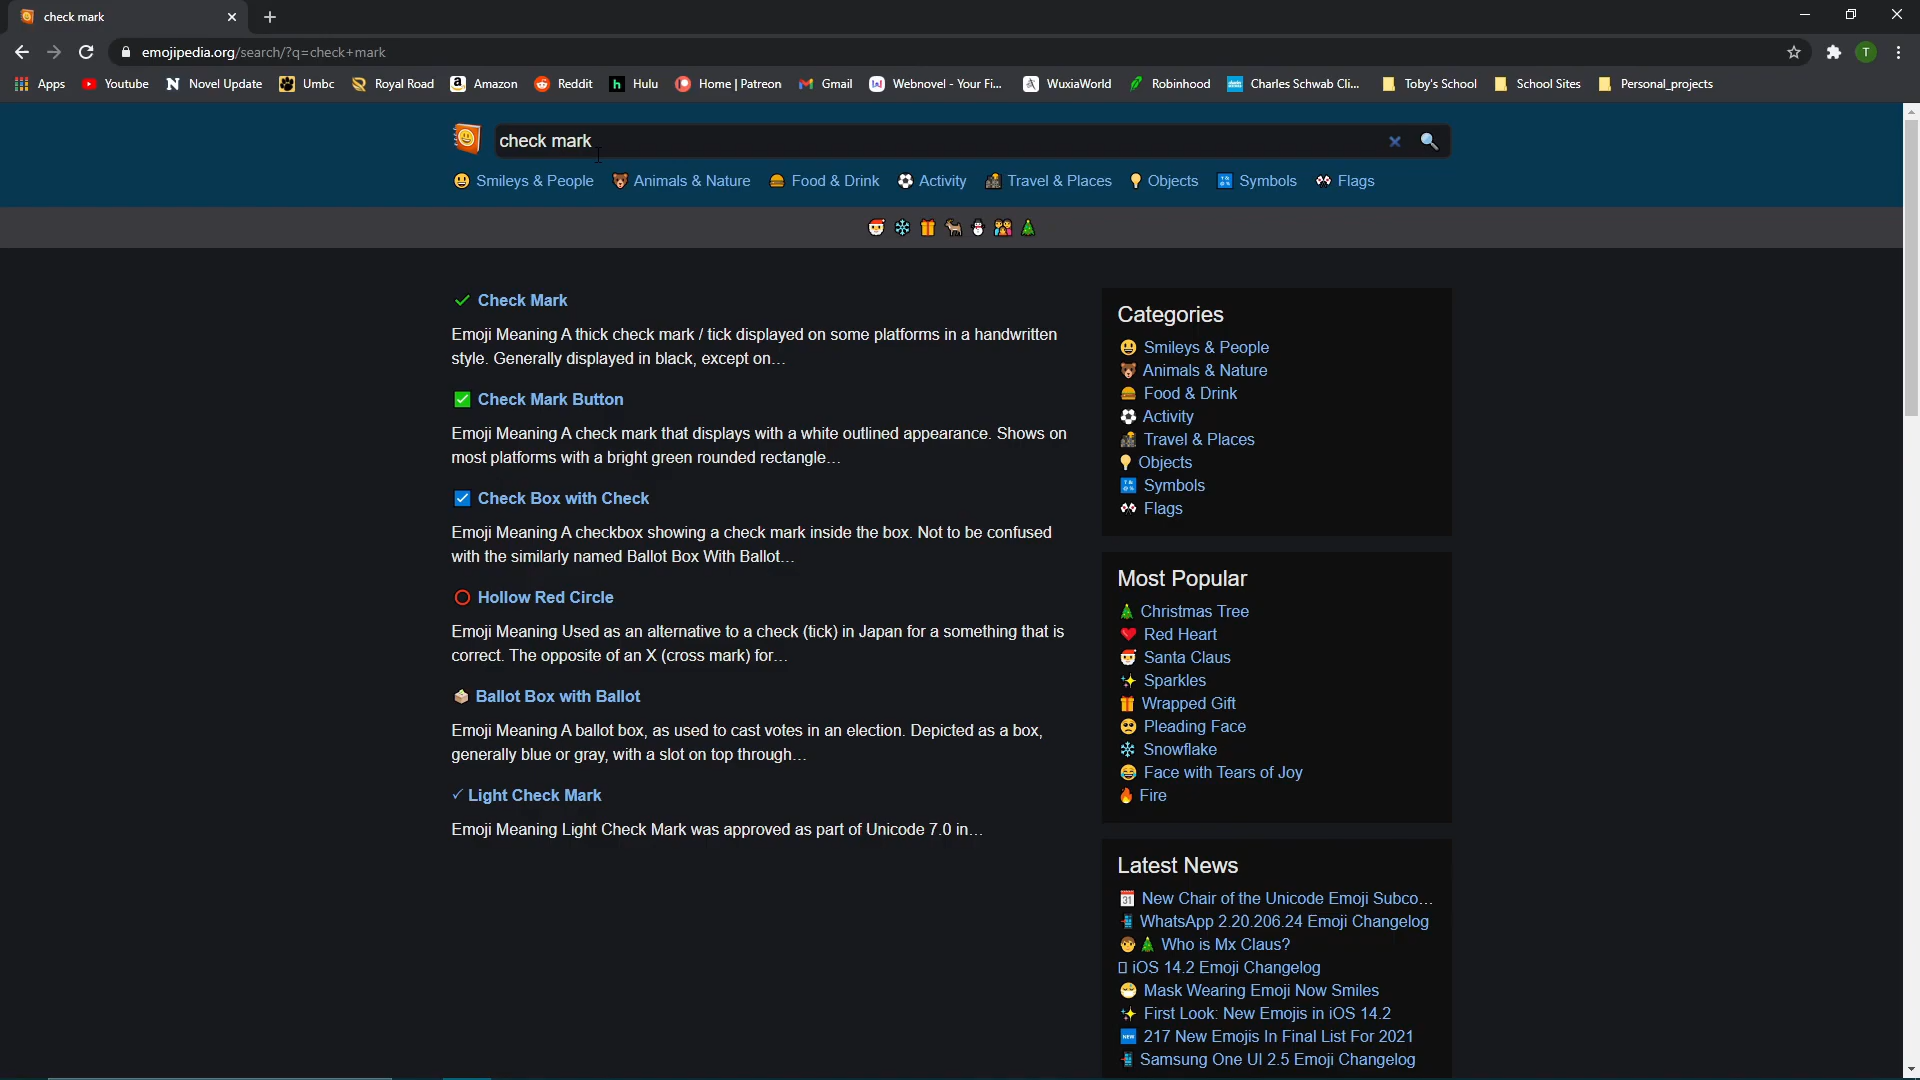 check mark
emojipedia.org/search/?q=check+mark
T
Apps Youtube Novel Update Umbc Royal Road Amazon Reddit Hulu Home | Patreon Gmail Webnovel - Your Fi... WuxiaWorld Robinhood Charles Schwab Cli... Toby's School School Sites Personal_projects
check mark
Smileys & People Animals & Nature Food & Drink Activity Travel & Places Objects Symbols Flags
Check Mark
Emoji Meaning A thick check mark / tick displayed on some platforms in a handwritten
style. Generally displayed in black, except on…
Check Mark Button
Emoji Meaning A check mark that displays with a white outlined appearance. Shows on
most platforms with a bright green rounded rectangle…
Check Box with Check
Emoji Meaning A checkbox showing a check mark inside the box. Not to be confused
with the similarly named Ballot Box With Ballot…
Hollow Red Circle
Emoji Meaning Used as an alternative to a check (tick) in Japan for a something that is
correct. The opposite of an X (cross mark) for…
Ballot Box with Ballot
Emoji Meaning A ballot box, as used to cast votes in an election. Depicted as a box,
generally blue or gray, with a slot on top through…
✓ Light Check Mark
Emoji Meaning Light Check Mark was approved as part of Unicode 7.0 in…
Categories
Smileys & People
Animals & Nature
Food & Drink
Activity
Travel & Places
Objects
Symbols
Flags
Most Popular
Christmas Tree
Red Heart
Santa Claus
Sparkles
Wrapped Gift
Pleading Face
Snowflake
Face with Tears of Joy
Fire
Latest News
New Chair of the Unicode Emoji Subco…
WhatsApp 2.20.206.24 Emoji Changelog
Who is Mx Claus?
iOS 14.2 Emoji Changelog
Mask Wearing Emoji Now Smiles
First Look: New Emojis in iOS 14.2
217 New Emojis In Final List For 2021
Samsung One UI 2.5 Emoji Changelog